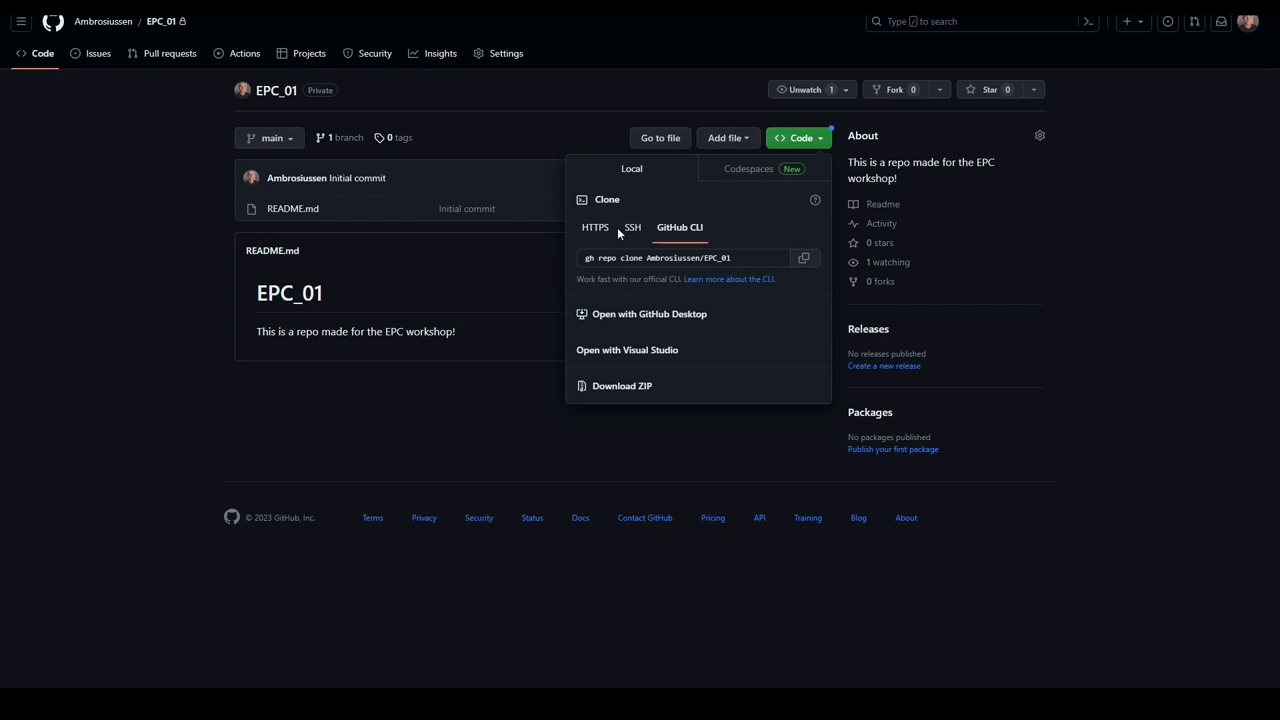 Ambrosiussen / EPC_01
Type / to search
Code Issues Pull requests Actions Projects Security Insights Settings
EPC_01 Private
Unwatch 1 Fork 0 Star 0
main 1 branch 0 tags
Go to file Add file Code
Ambrosiussen Initial commit
README.md Initial commit
README.md
EPC_01
This is a repo made for the EPC workshop!
Local Codespaces New
Clone
HTTPS SSH GitHub CLI
gh repo clone Ambrosiussen/EPC_01
Work fast with our official CLI. Learn more about the CLI.
Open with GitHub Desktop
Open with Visual Studio
Download ZIP
About
This is a repo made for the EPC
workshop!
Readme
Activity
0 stars
1 watching
0 forks
Releases
No releases published
Create a new release
Packages
No packages published
Publish your first package
© 2023 GitHub, Inc. Terms Privacy Security Status Docs Contact GitHub Pricing API Training Blog About